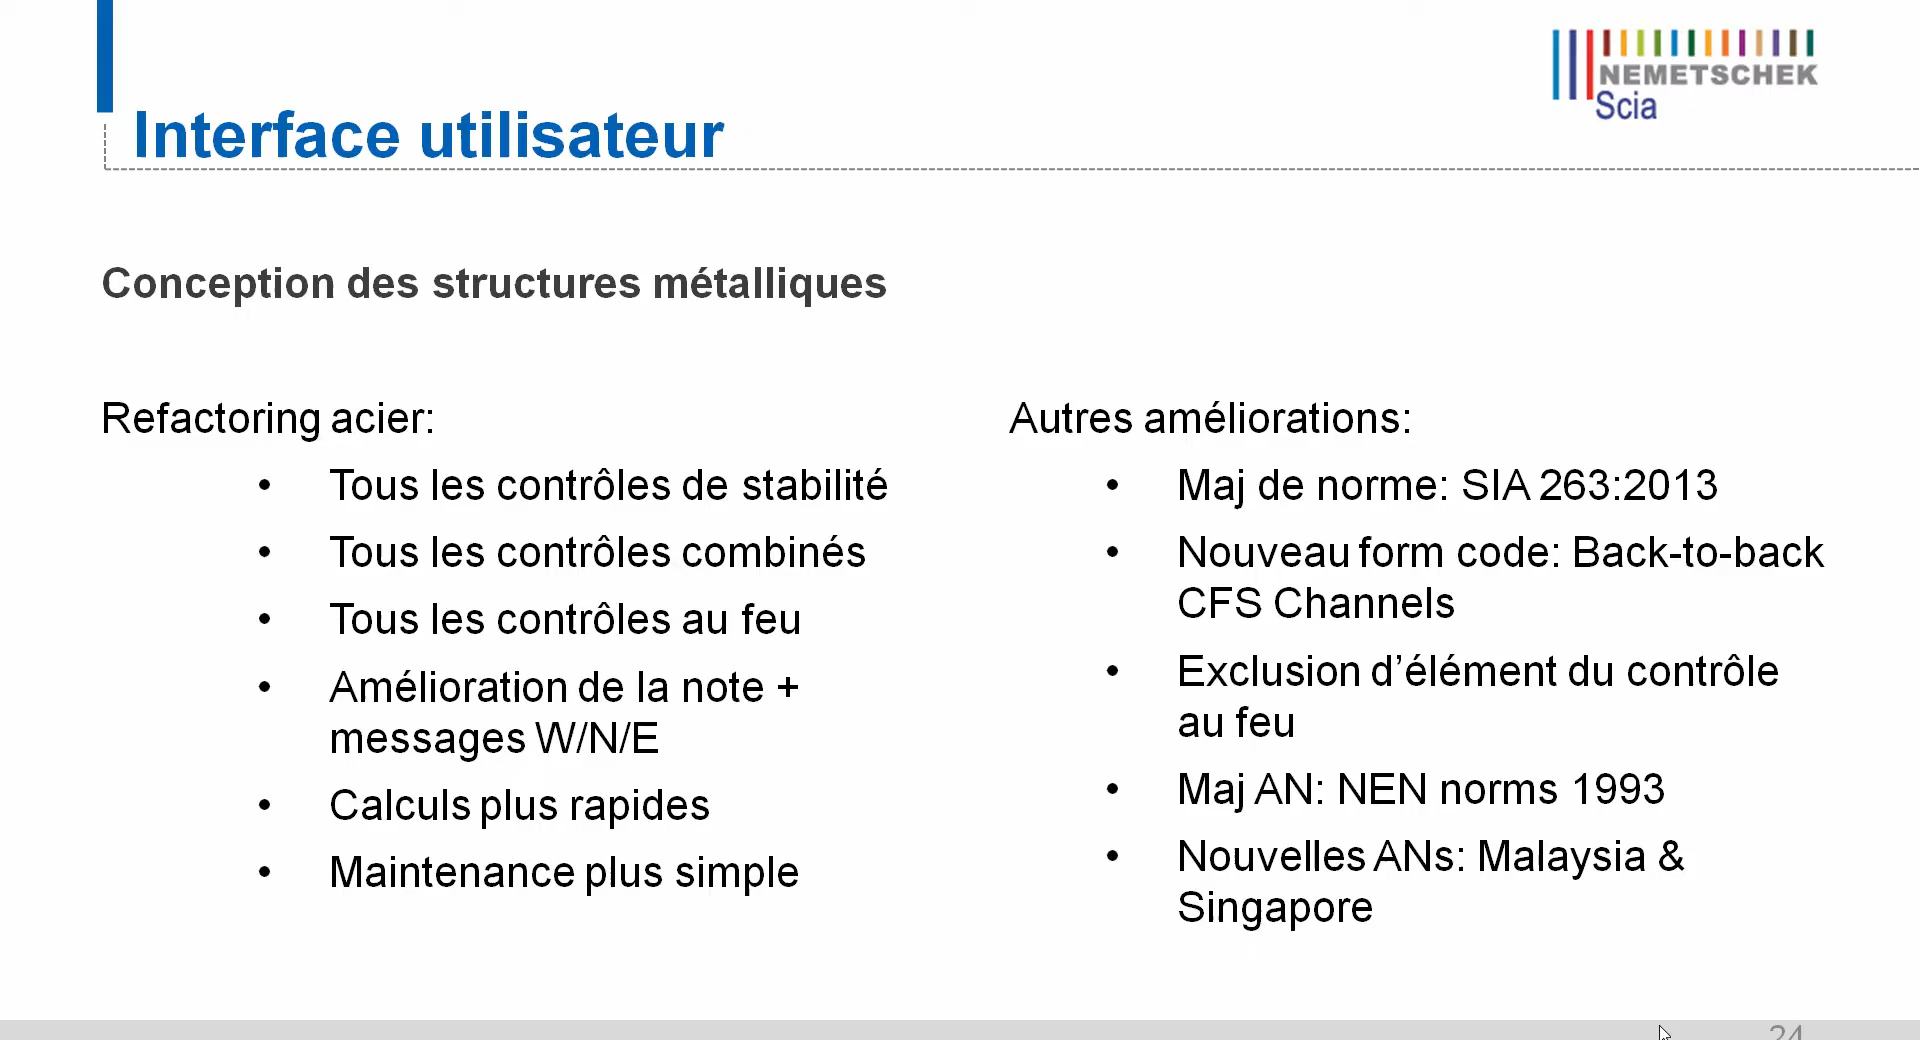 NEMETSCHEK
Scia
Interface utilisateur
Conception des structures métalliques
Refactoring acier:
• Tous les contrôles de stabilité
• Tous les contrôles combinés
• Tous les contrôles au feu
• Amélioration de la note +
messages W/N/E
• Calculs plus rapides
• Maintenance plus simple
Autres améliorations:
• Maj de norme: SIA 263:2013
• Nouveau form code: Back-to-back
CFS Channels
• Exclusion d’élément du contrôle
au feu
• Maj AN: NEN norms 1993
• Nouvelles ANs: Malaysia &
Singapore
24